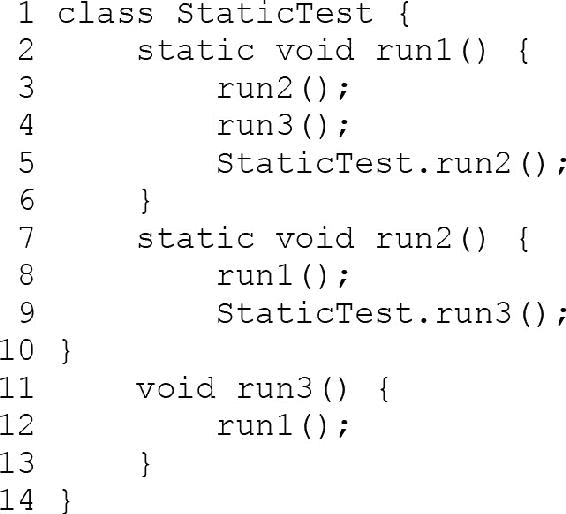 1 class StaticTest {
2     static void run1() {
3         run2();
4         run3();
5         StaticTest.run2();
6     }
7     static void run2() {
8         run1();
9         StaticTest.run3();
10 }
11     void run3() {
12         run1();
13     }
14 }